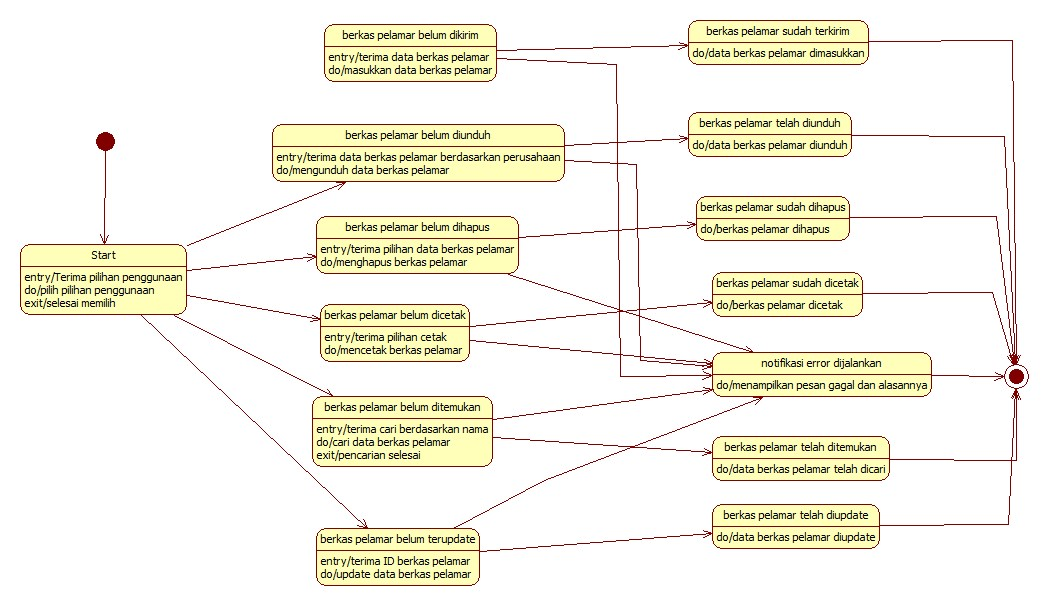 berkas pelamar belum dikirim
entry/terima data berkas pelamar
do/masukkan data berkas pelamar
berkas pelamar sudah terkirim
do/data berkas pelamar dimasukkan
berkas pelamar belum diunduh
entry/terima data berkas pelamar berdasarkan perusahaan
do/mengunduh data berkas pelamar
berkas pelamar telah diunduh
do/data berkas pelamar diunduh
Start
entry/Terima pilihan penggunaan
do/pilih pilihan penggunaan
exit/selesai memilih
berkas pelamar belum dihapus
entry/terima pilihan data berkas pelamar
do/menghapus berkas pelamar
berkas pelamar sudah dihapus
do/berkas pelamar dihapus
berkas pelamar belum dicetak
entry/terima pilihan cetak
do/mencetak berkas pelamar
berkas pelamar sudah dicetak
do/berkas pelamar dicetak
notifikasi error dijalankan
do/menampilkan pesan gagal dan alasannya
berkas pelamar belum ditemukan
entry/terima cari berdasarkan nama
do/cari data berkas pelamar
exit/pencarian selesai
berkas pelamar telah ditemukan
do/data berkas pelamar telah dicari
berkas pelamar belum terupdate
entry/terima ID berkas pelamar
do/update data berkas pelamar
berkas pelamar telah diupdate
do/data berkas pelamar diupdate